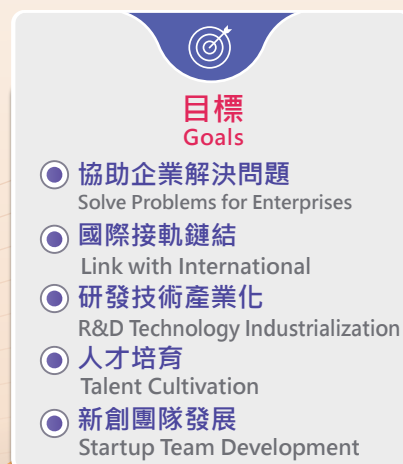 目標
Goals
協助企業解決問題
Solve Problems for Enterprises
國際接軌鏈結
Link with International
研發技術產業化
R&D Technology Industrialization
人才培育
Talent Cultivation
新創團隊發展
Startup Team Development